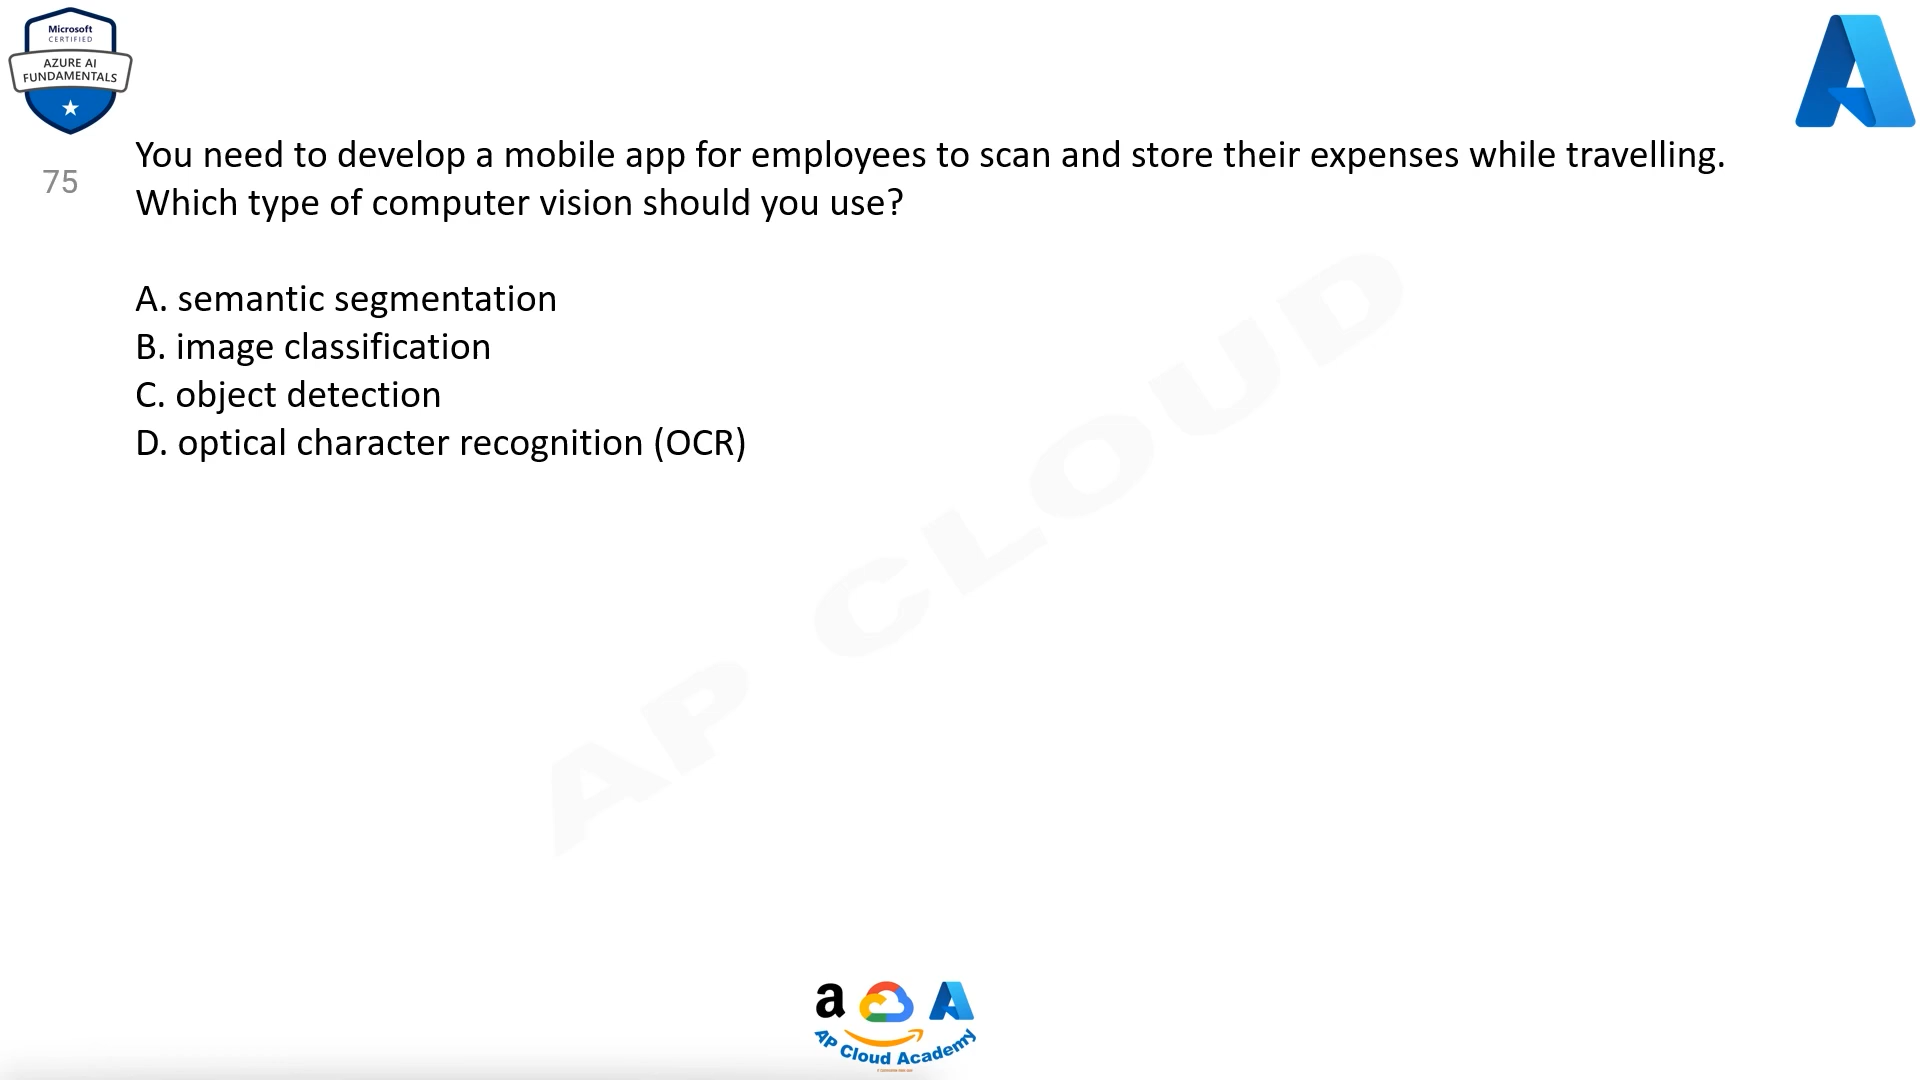 Microsoft
CERTIFIED
AZURE AI
FUNDAMENTALS
75
You need to develop a mobile app for employees to scan and store their expenses while travelling.
Which type of computer vision should you use?
A. semantic segmentation
B. image classification
C. object detection
D. optical character recognition (OCR)
AP CLOUD
a
AP Cloud Academy